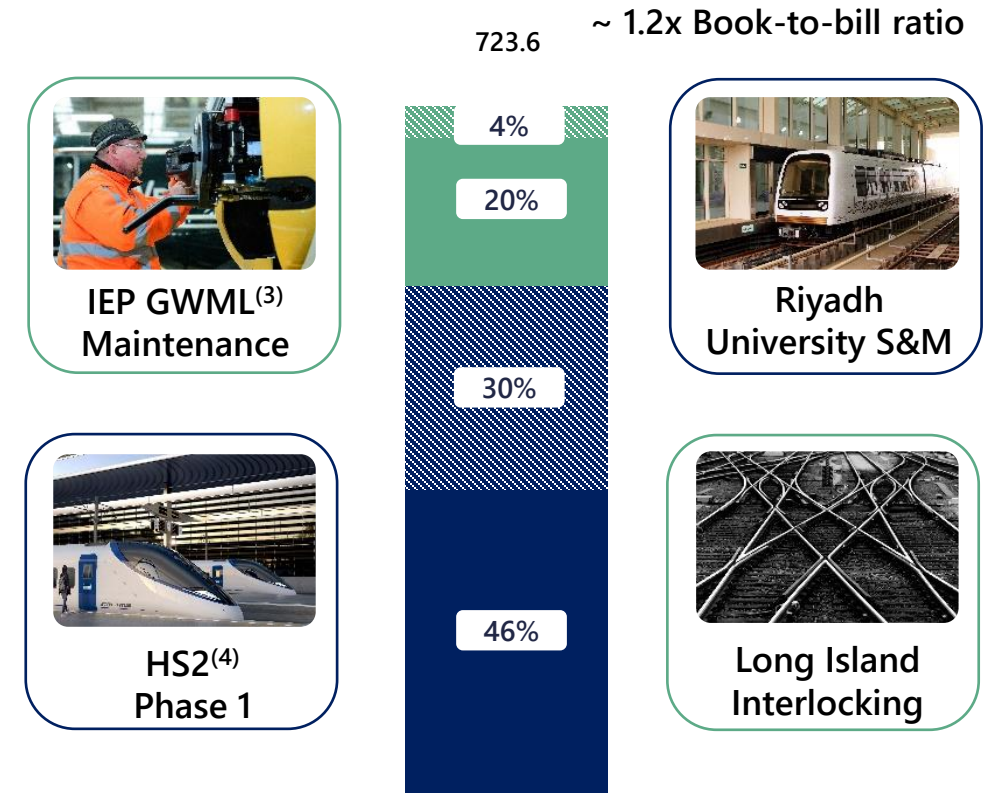 ~ 1.2x Book-to-bill ratio
723.6
4%
20%
30%
46%
IEP GWML(3)
Maintenance
Riyadh
University S&M
HS2(4)
Phase 1
Long Island
Interlocking